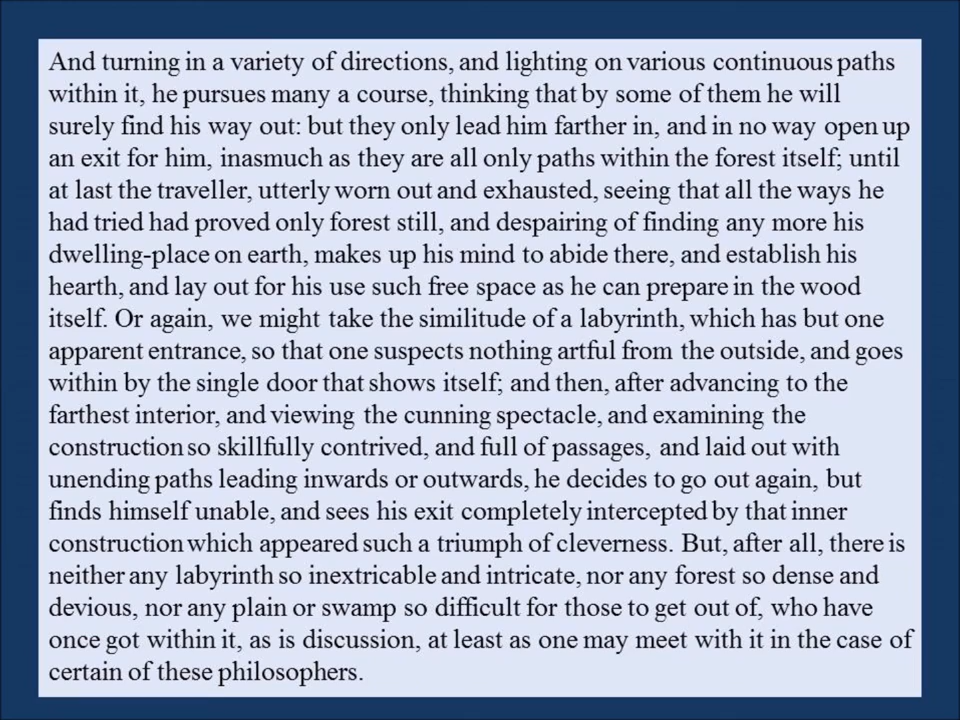 And turning in a variety of directions, and lighting on various continuous paths
within it, he pursues many a course, thinking that by some of them he will
surely find his way out: but they only lead him farther in, and in no way open up
an exit for him, inasmuch as they are all only paths within the forest itself; until
at last the traveller, utterly worn out and exhausted, seeing that all the ways he
had tried had proved only forest still, and despairing of finding any more his
dwelling-place on earth, makes up his mind to abide there, and establish his
hearth, and lay out for his use such free space as he can prepare in the wood
itself. Or again, we might take the similitude of a labyrinth, which has but one
apparent entrance, so that one suspects nothing artful from the outside, and goes
within by the single door that shows itself; and then, after advancing to the
farthest interior, and viewing the cunning spectacle, and examining the
construction so skillfully contrived, and full of passages, and laid out with
unending paths leading inwards or outwards, he decides to go out again, but
finds himself unable, and sees his exit completely intercepted by that inner
construction which appeared such a triumph of cleverness. But, after all, there is
neither any labyrinth so inextricable and intricate, nor any forest so dense and
devious, nor any plain or swamp so difficult for those to get out of, who have
once got within it, as is discussion, at least as one may meet with it in the case of
certain of these philosophers.